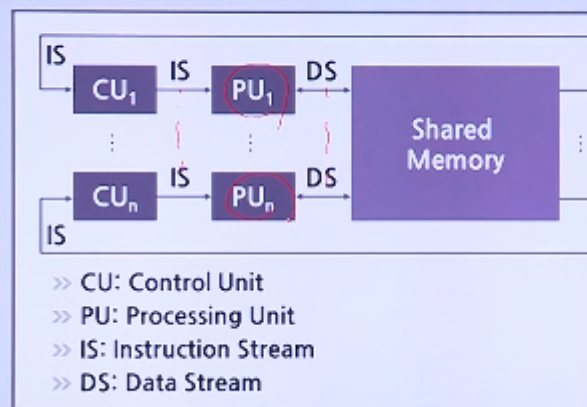 IS
IS
DS
CU₁
PU₁
Shared
Memory
⋮
⋮
⋮
IS
DS
CUₙ
PUₙ
IS
» CU: Control Unit
» PU: Processing Unit
» IS: Instruction Stream
» DS: Data Stream